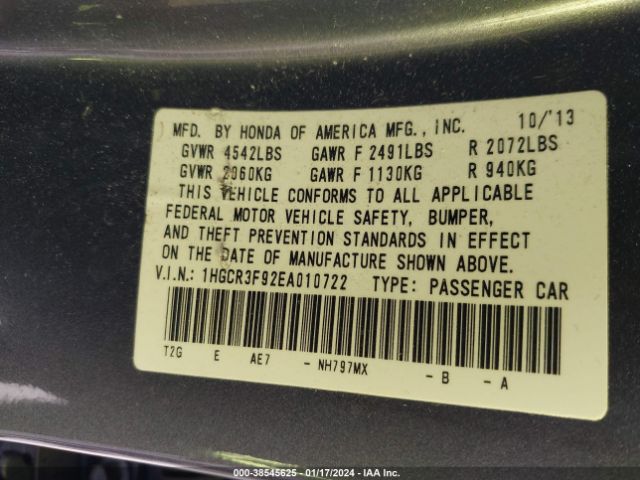 MFD. BY HONDA OF AMERICA MFG., INC. 10/'13
GVWR 4542LBS GAWR F 2491LBS R 2072LBS
GVWR 2060KG GAWR F 1130KG R 940KG
THIS VEHICLE CONFORMS TO ALL APPLICABLE
FEDERAL MOTOR VEHICLE SAFETY, BUMPER,
AND THEFT PREVENTION STANDARDS IN EFFECT
ON THE DATE OF MANUFACTURE SHOWN ABOVE.
V.I.N.: 1HGCR3F92EA010722 TYPE: PASSENGER CAR
T2G E AE7 - NH797MX - B - A
000-38545625 - 01/17/2024 - IAA Inc.